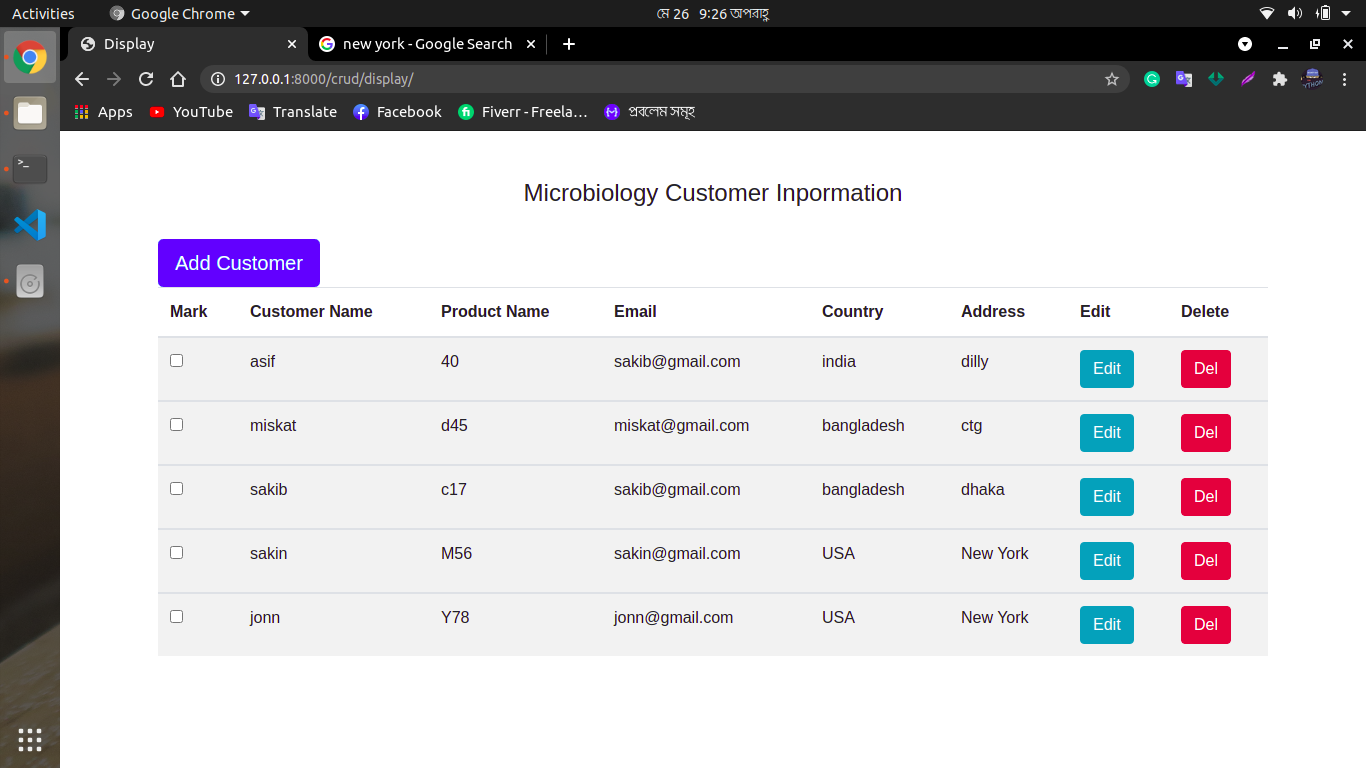 Activities Google Chrome মে 26 9:26 অপরাহ্ণ
Display new york - Google Search
127.0.0.1:8000/crud/display/
Apps YouTube Translate Facebook Fiverr - Freela... প্রবলেম সমূহ
Microbiology Customer Inpormation
Add Customer
Mark Customer Name Product Name Email Country Address Edit Delete
asif 40 sakib@gmail.com india dilly Edit Del
miskat d45 miskat@gmail.com bangladesh ctg Edit Del
sakib c17 sakib@gmail.com bangladesh dhaka Edit Del
sakin M56 sakin@gmail.com USA New York Edit Del
jonn Y78 jonn@gmail.com USA New York Edit Del